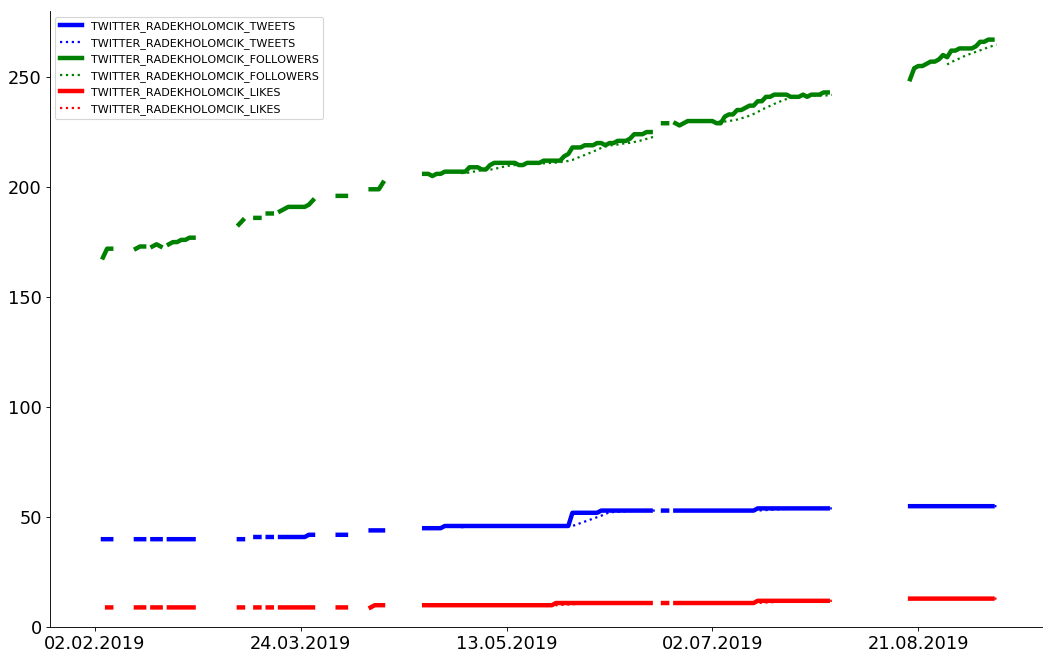 TWITTER_RADEKHOLOMCIK_TWEETS
TWITTER_RADEKHOLOMCIK_TWEETS
TWITTER_RADEKHOLOMCIK_FOLLOWERS
TWITTER_RADEKHOLOMCIK_FOLLOWERS
TWITTER_RADEKHOLOMCIK_LIKES
TWITTER_RADEKHOLOMCIK_LIKES
250
200
150
100
50
0
02.02.2019 24.03.2019 13.05.2019 02.07.2019 21.08.2019